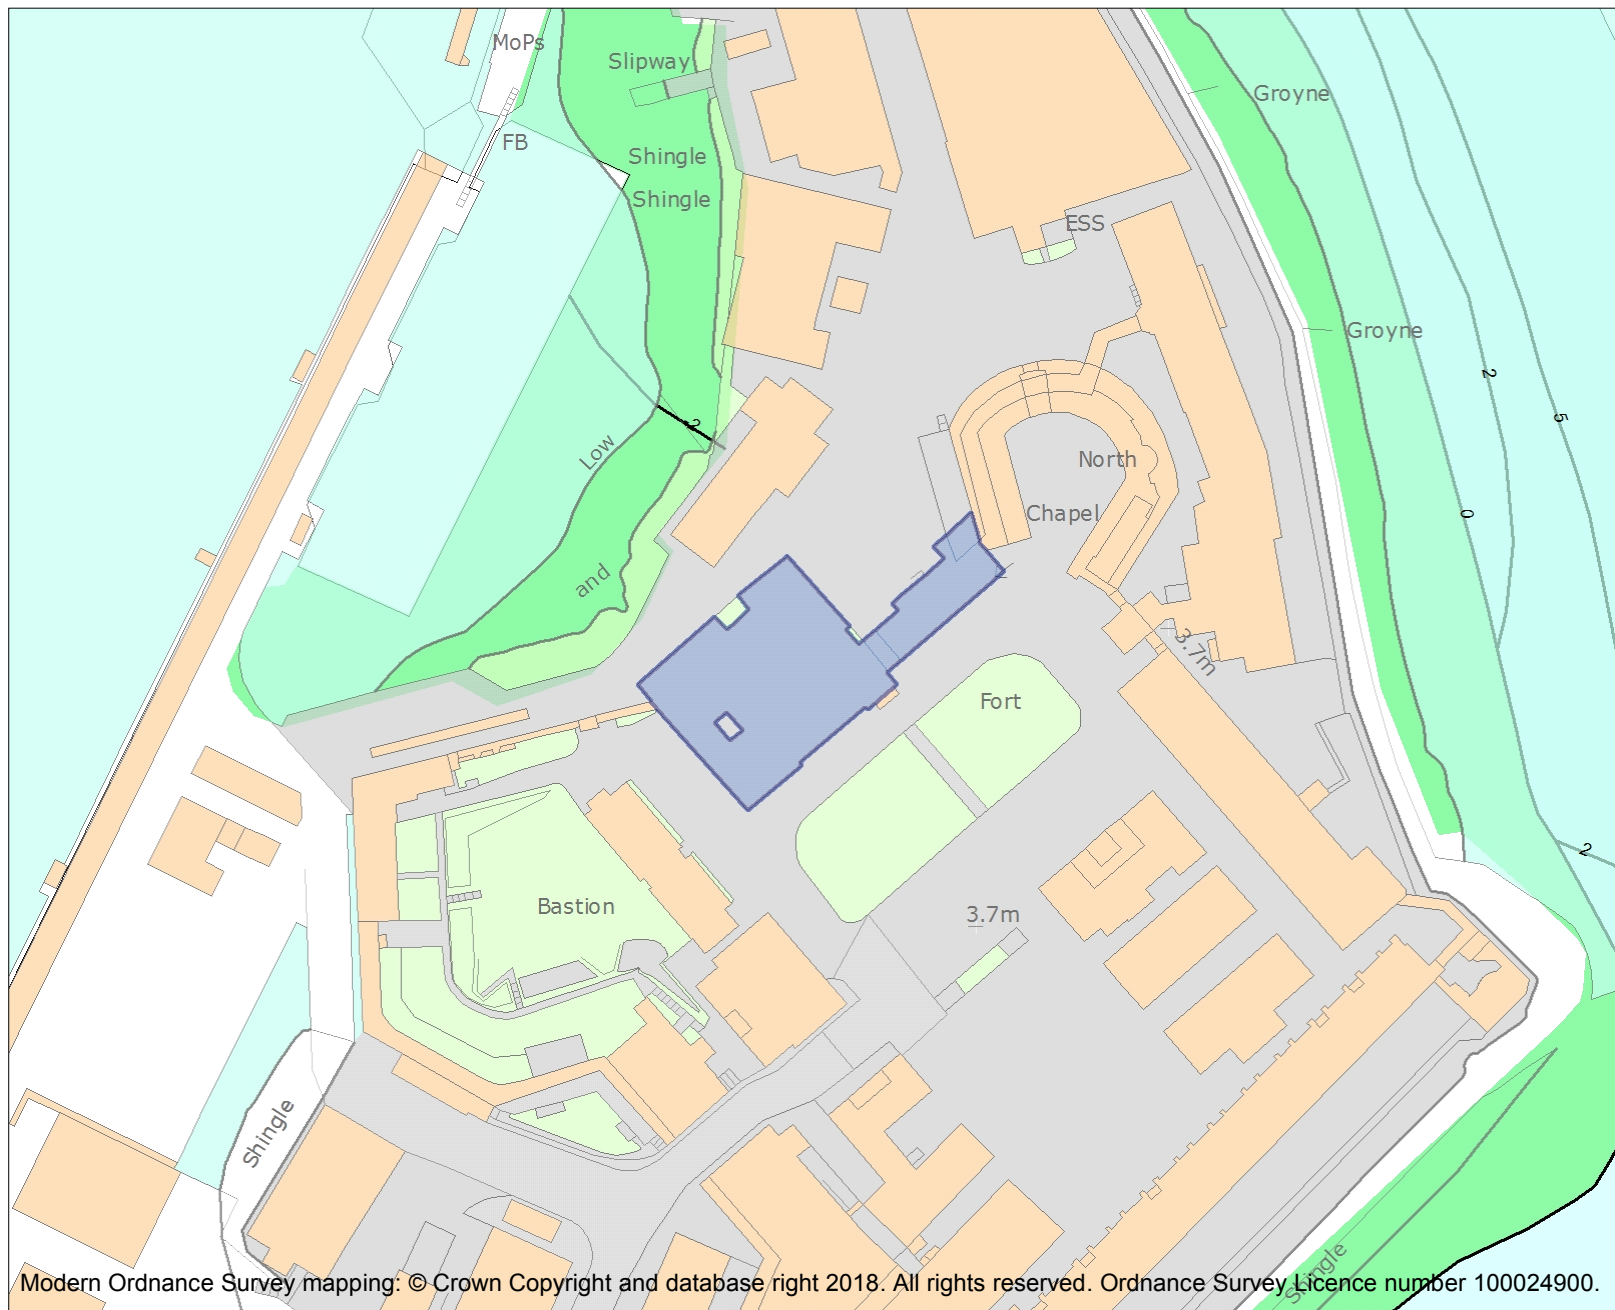 MoPs
Slipway
Groyne
FB
Shingle
Shingle
ESS
Groyne
2
5
-2
Low
North
0
Chapel
and
3.7m
Fort
2
Bastion
3.7m
Shingle
Shingle
Modern Ordnance Survey mapping: © Crown Copyright and database right 2018. All rights reserved. Ordnance Survey Licence number 100024900.